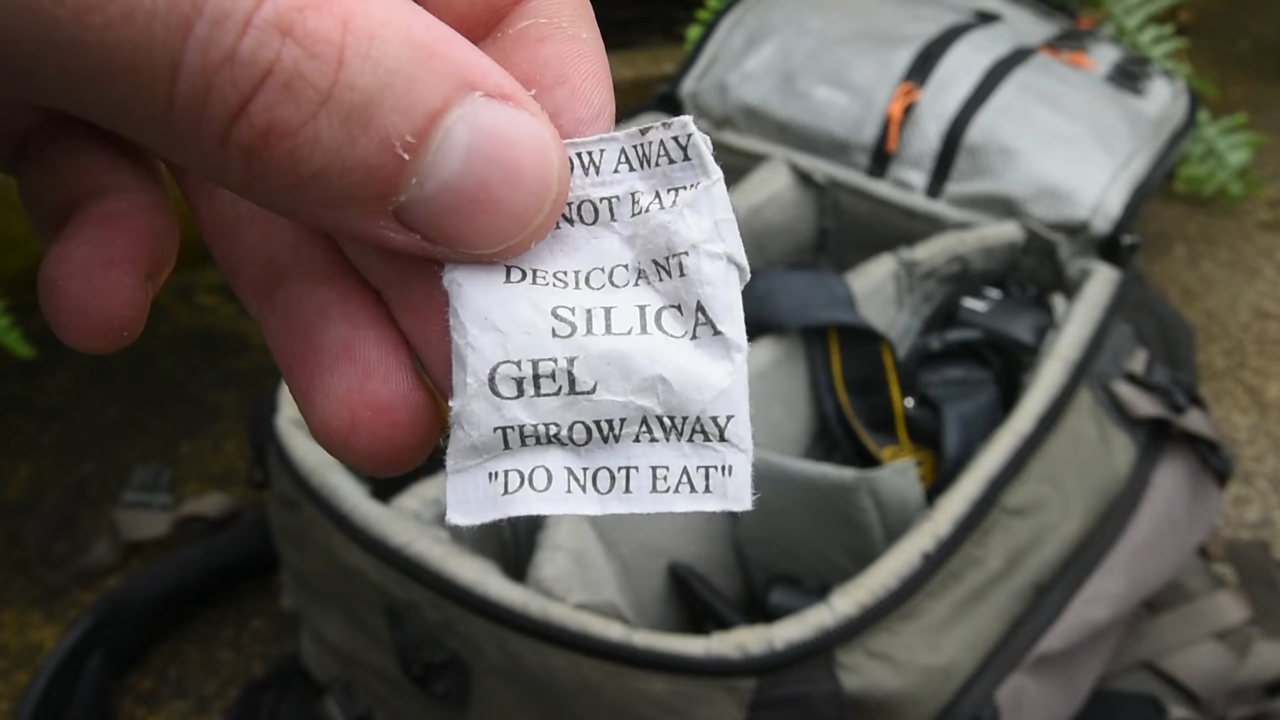 OW AWAY
NOT EAT"
DESICCANT
SILICA
GEL
THROW AWAY
"DO NOT EAT"